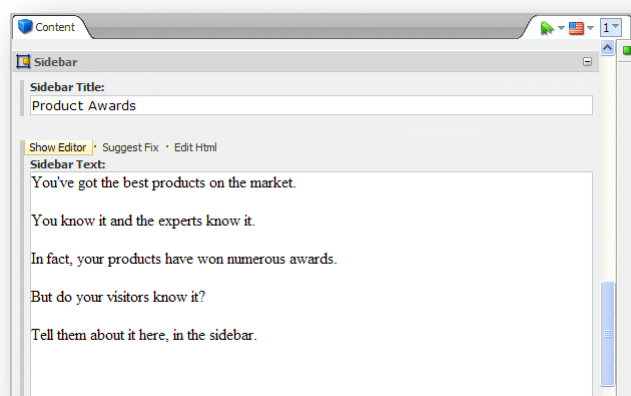 Content
1
Sidebar
Sidebar Title:
Product Awards
Show Editor · Suggest Fix · Edit Html
Sidebar Text:
You've got the best products on the market.
You know it and the experts know it.
In fact, your products have won numerous awards.
But do your visitors know it?
Tell them about it here, in the sidebar.